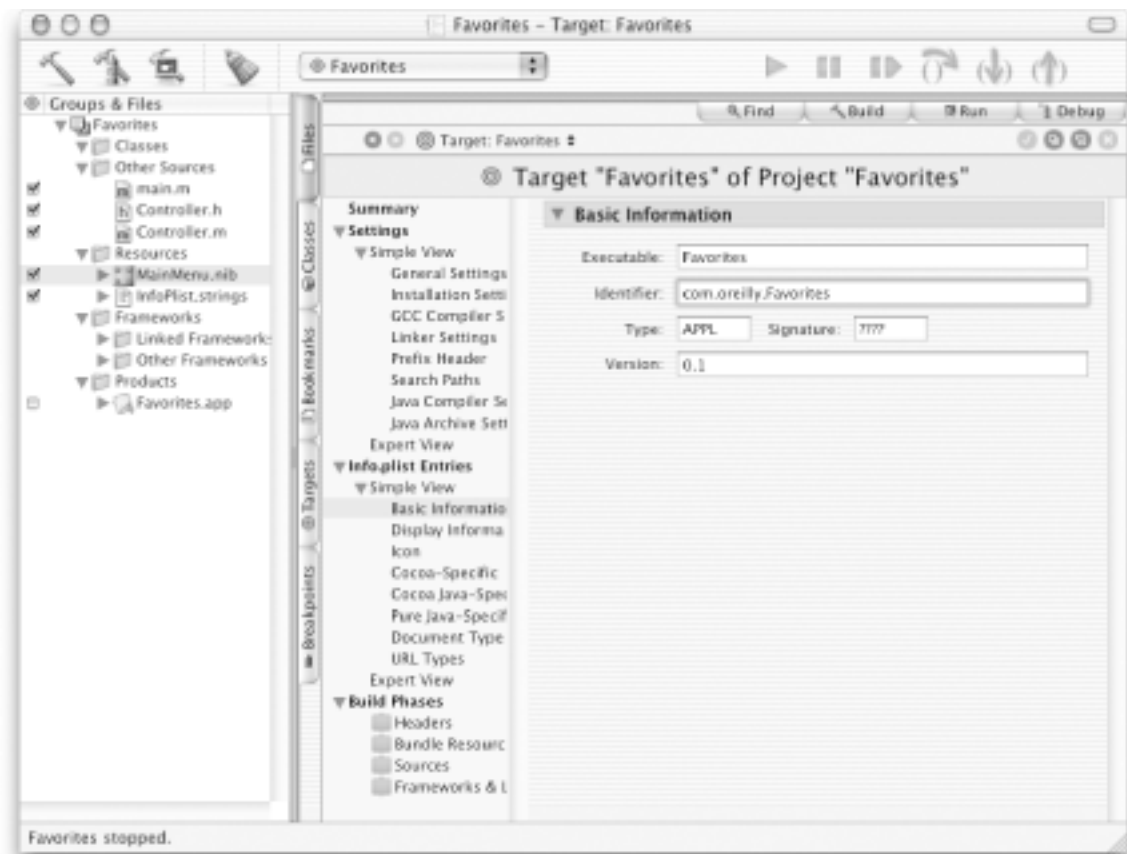 Favorites – Target: Favorites
Favorites
Groups & Files
Favorites
Classes
Other Sources
main.m
Controller.h
Controller.m
Resources
MainMenu.nib
InfoPlist.strings
Frameworks
Linked Framework
Other Frameworks
Products
Favorites.app
Files
Classes
Bookmarks
Targets
Breakpoints
Find
Build
Run
Debug
Target: Favorites
Target "Favorites" of Project "Favorites"
Summary
Settings
Simple View
General Settings
Installation Setti
GCC Compiler S
Linker Settings
Prefix Header
Search Paths
Java Compiler Se
Java Archive Sett
Expert View
Info.plist Entries
Simple View
Basic Informatio
Display Informa
Icon
Cocoa-Specific
Cocoa Java-Spec
Pure Java-Specif
Document Type
URL Types
Expert View
Build Phases
Headers
Bundle Resourc
Sources
Frameworks & L
Basic Information
Executable: Favorites
Identifier: com.oreilly.Favorites
Type: APPL Signature: ????
Version: 0.1
Favorites stopped.